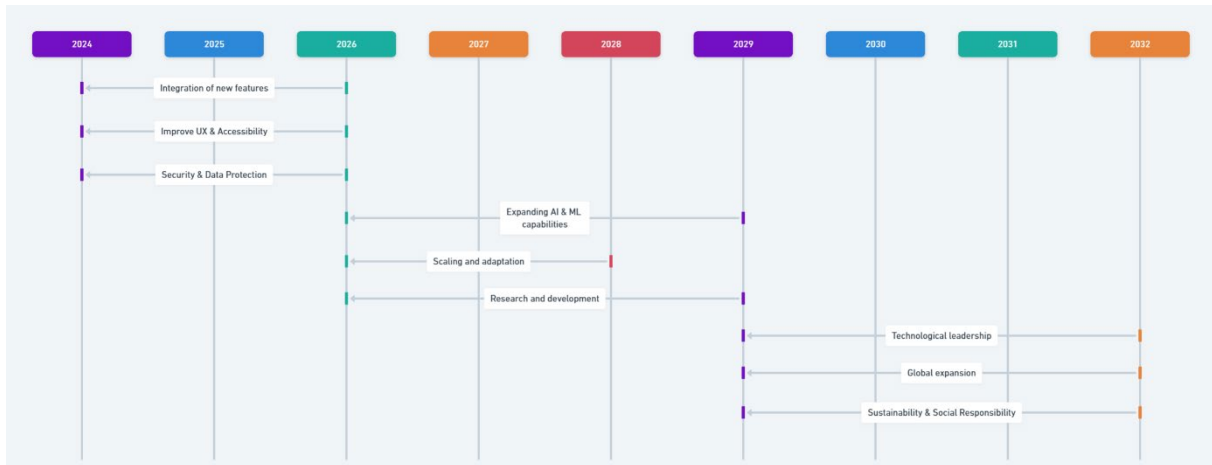 2024 2025 2026 2027 2028 2029 2030 2031 2032
Integration of new features
Improve UX & Accessibility
Security & Data Protection
Expanding AI & ML
capabilities
Scaling and adaptation
Research and development
Technological leadership
Global expansion
Sustainability & Social Responsibility